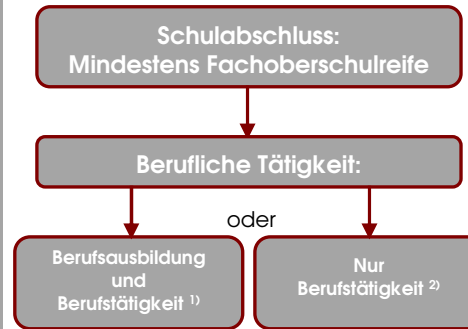 Schulabschluss:
Mindestens Fachoberschulreife
Berufliche Tätigkeit:
oder
Berufsausbildung
und
Berufstätigkeit 1)
Nur
Berufstätigkeit 2)